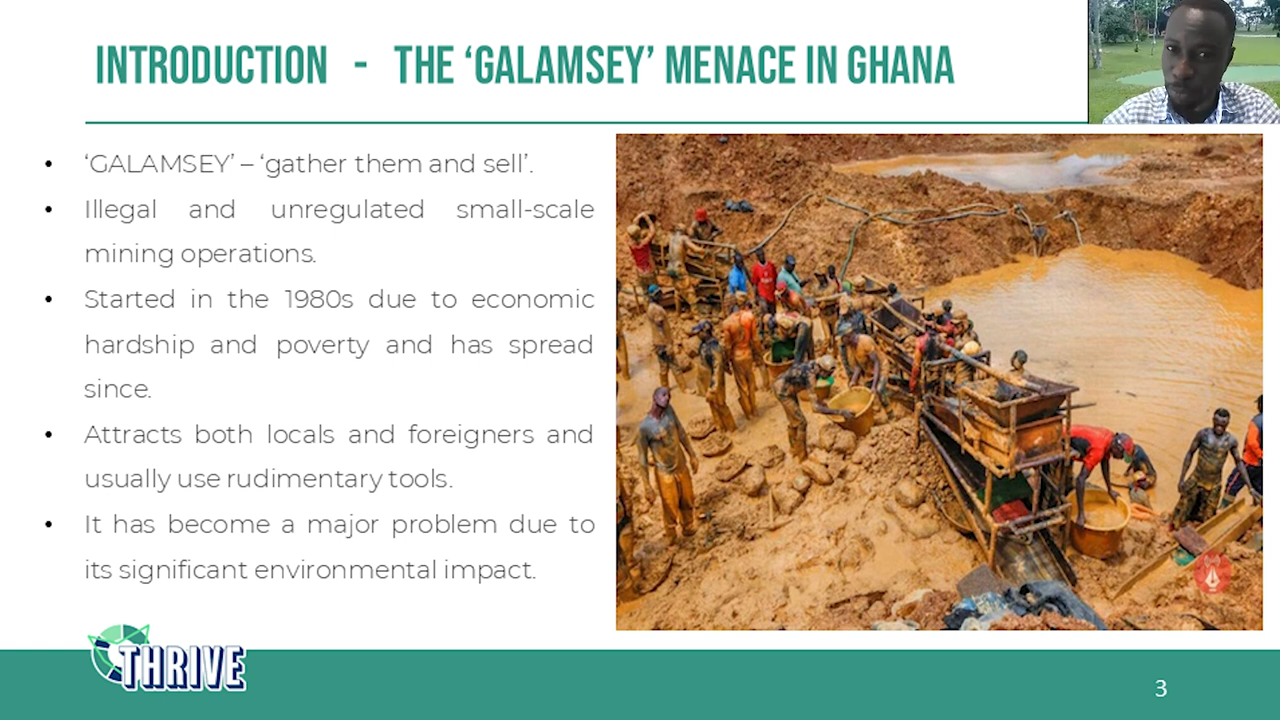 INTRODUCTION - THE ‘GALAMSEY’ MENACE IN GHANA
• ‘GALAMSEY’ – ‘gather them and sell’.
• Illegal and unregulated small-scale
mining operations.
• Started in the 1980s due to economic
hardship and poverty and has spread
since.
• Attracts both locals and foreigners and
usually use rudimentary tools.
• It has become a major problem due to
its significant environmental impact.
THRIVE
3